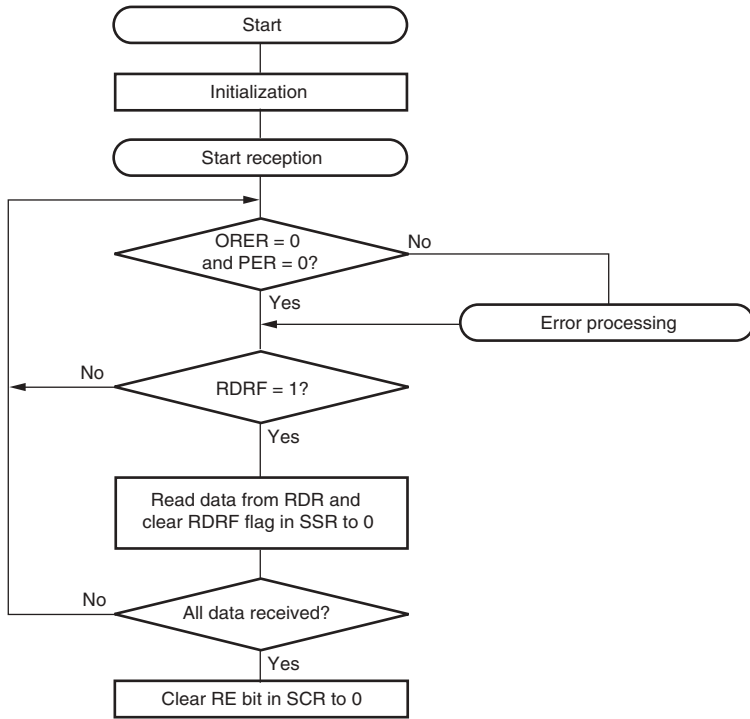 Start
Initialization
Start reception
ORER = 0
and PER = 0?
No
Yes
Error processing
No
RDRF = 1?
Yes
Read data from RDR and
clear RDRF flag in SSR to 0
No
All data received?
Yes
Clear RE bit in SCR to 0